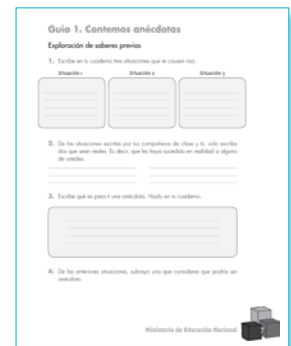 Guía 1. Contemos anécdotas
Exploración de saberes previos
1. Escribe en tu cuaderno tres situaciones que te causen risa.
Situación 1 Situación 2 Situación 3
2. De las situaciones escritas por tus compañeros de clase y tú, solo escribe
dos que sean reales. Es decir, que les haya sucedido en realidad a alguno
de ustedes.
3. Escribe qué es para ti una anécdota. Hazlo en tu cuaderno.
4. De las anteriores situaciones, subraya una que consideres que podría ser
anécdota.
Ministerio de Educación Nacional